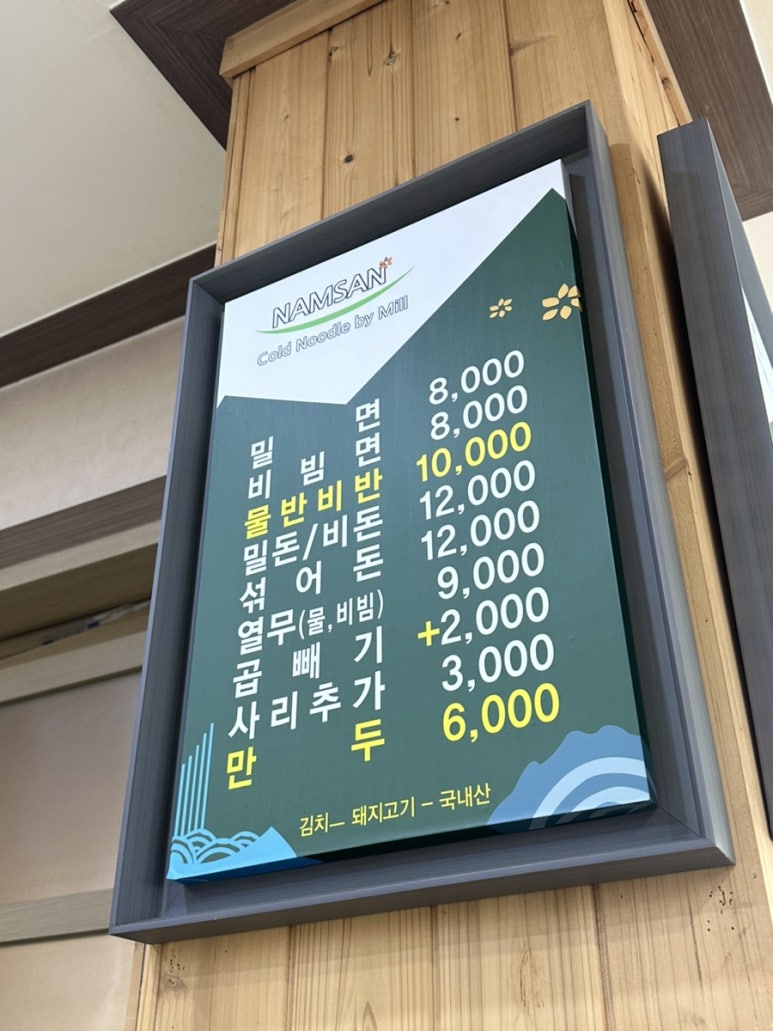 NAMSAN
Cold Noodle by Mill
밀면 8,000
비빔면 8,000
물반비반 10,000
밀돈/비돈 12,000
섞어돈 12,000
열무(물,비빔) 9,000
곱빼기 +2,000
사리추가 3,000
만두 6,000
김치– 돼지고기 – 국내산